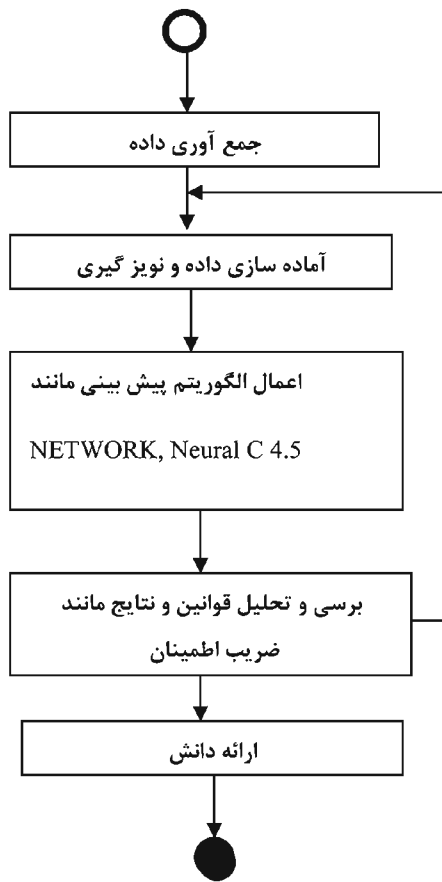 جمع آوری داده
آماده سازی داده و نویز گیری
اعمال الگوریتم پیش بینی مانند
NETWORK, Neural C 4.5
برسی و تحلیل قوانین و نتایج مانند
ضریب اطمینان
ارائه دانش